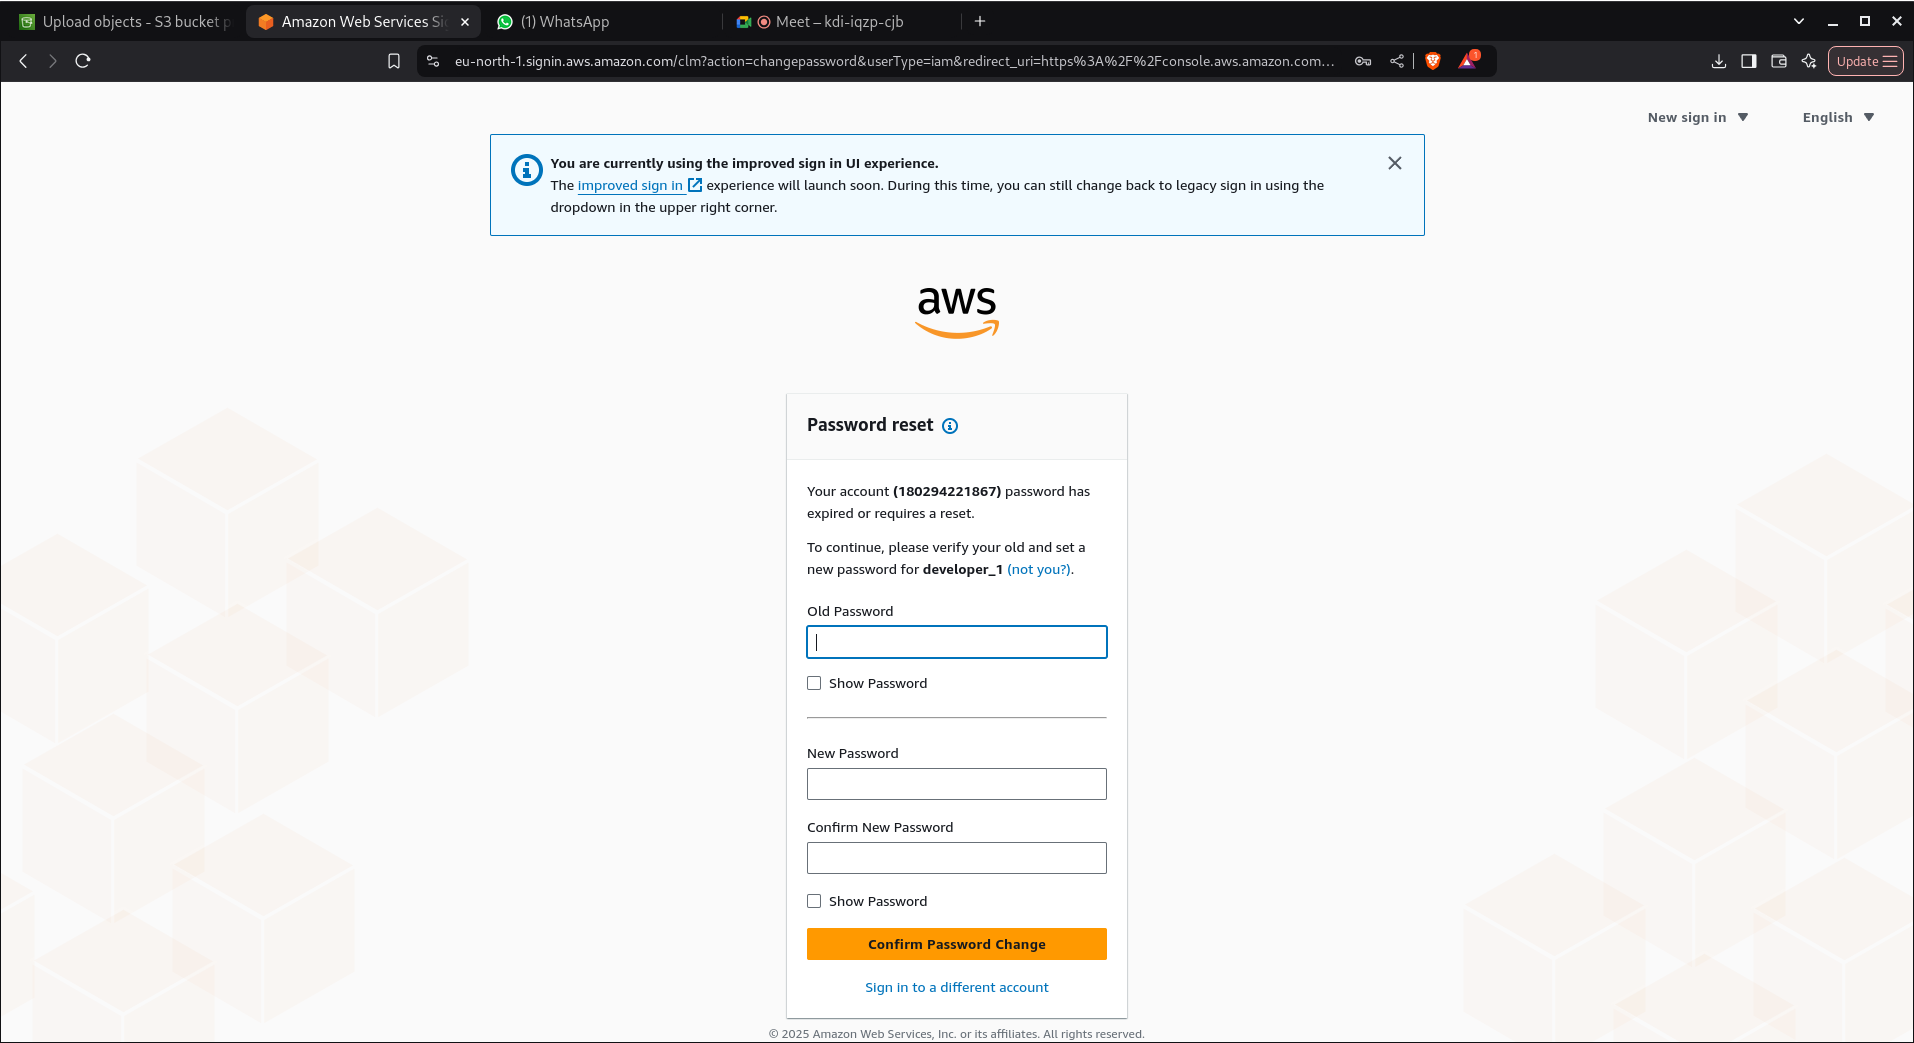 Upload objects - S3 bucket p
Amazon Web Services Si
(1) WhatsApp
Meet – kdi-iqzp-cjb
eu-north-1.signin.aws.amazon.com/clm?action=changepassword&userType=iam&redirect_uri=https%3A%2F%2Fconsole.aws.amazon.com...
1
Update
New sign in
English
You are currently using the improved sign in UI experience.
The improved sign in experience will launch soon. During this time, you can still change back to legacy sign in using the
dropdown in the upper right corner.
aws
Password reset
Your account (180294221867) password has
expired or requires a reset.
To continue, please verify your old and set a
new password for developer_1 (not you?).
Old Password
Show Password
New Password
Confirm New Password
Show Password
Confirm Password Change
Sign in to a different account
© 2025 Amazon Web Services, Inc. or its affiliates. All rights reserved.